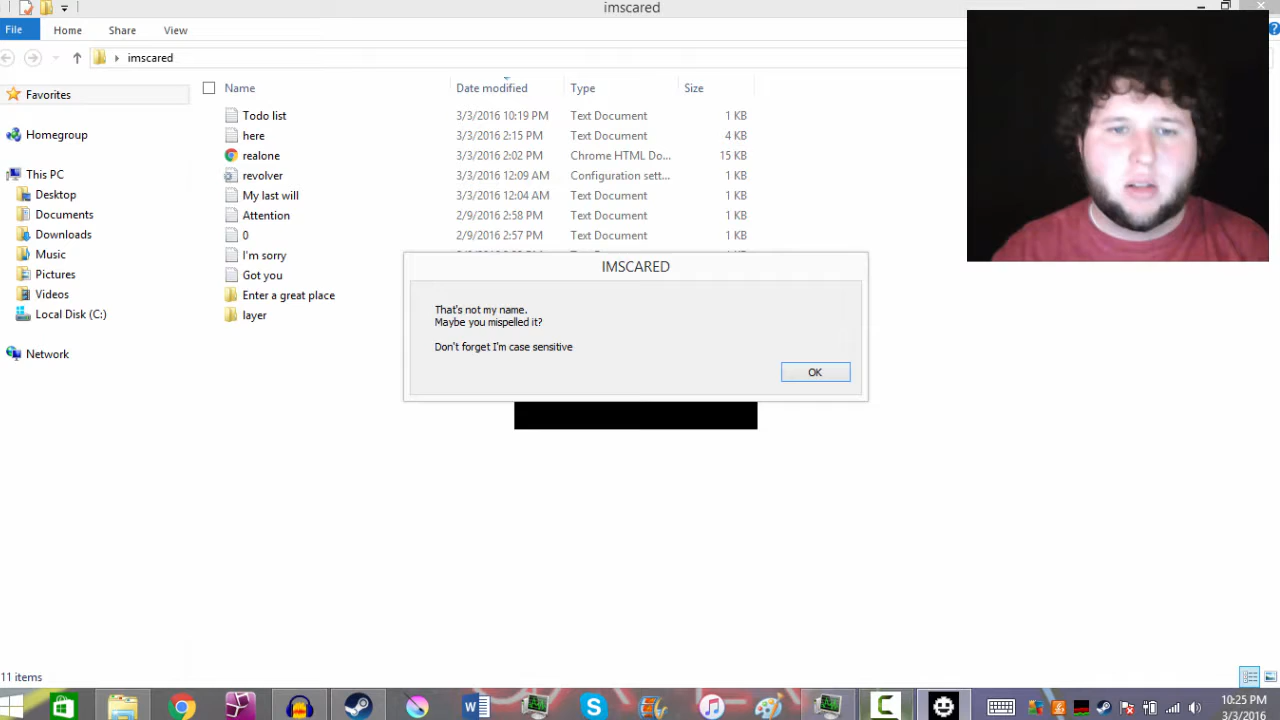 imscared
File Home Share View
imscared
Name Date modified Type Size
Favorites
Homegroup
This PC
Desktop
Documents
Downloads
Music
Pictures
Videos
Local Disk (C:)
Network
Todo list 3/3/2016 10:19 PM Text Document 1 KB
here 3/3/2016 2:15 PM Text Document 4 KB
realone 3/3/2016 2:02 PM Chrome HTML Do... 15 KB
revolver 3/3/2016 12:09 AM Configuration sett... 1 KB
My last will 3/3/2016 12:04 AM Text Document 1 KB
Attention 2/9/2016 2:58 PM Text Document 1 KB
0 2/9/2016 2:57 PM Text Document 1 KB
I'm sorry
Got you
Enter a great place
layer
IMSCARED
That's not my name.
Maybe you mispelled it?
Don't forget I'm case sensitive
OK
11 items
10:25 PM
3/3/2016